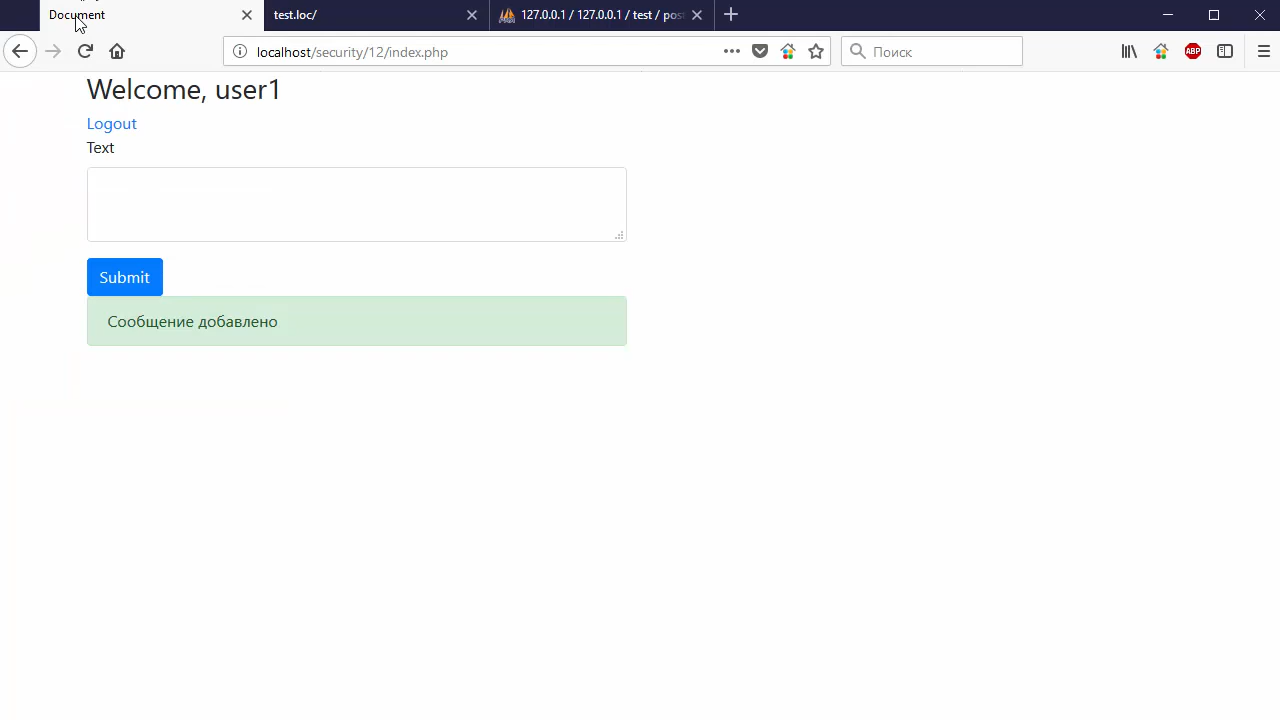 Document
test.loc/
127.0.0.1 / 127.0.0.1 / test / pos
localhost/security/12/index.php
Поиск
ABP
Welcome, user1
Logout
Text
Submit
Сообщение добавлено